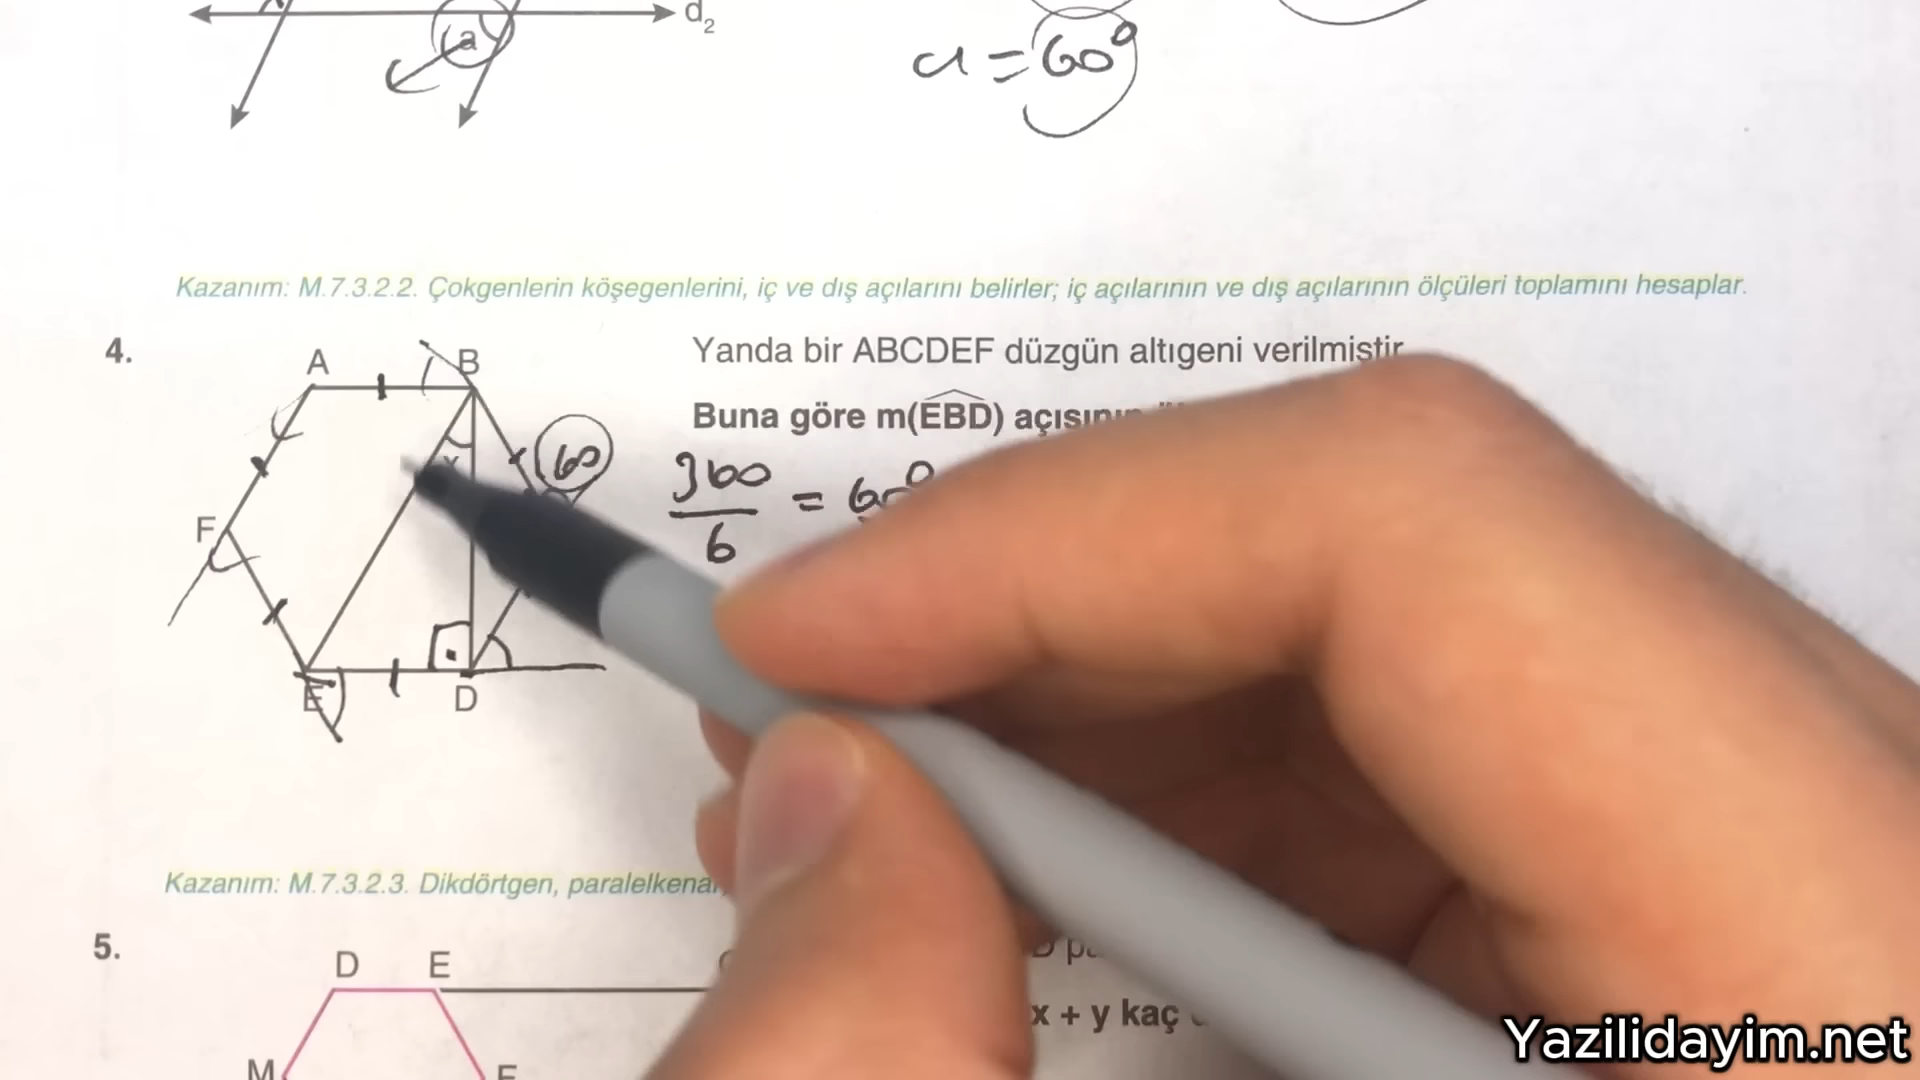 d2
a
a = 60°
Kazanım: M.7.3.2.2. Çokgenlerin köşegenlerini, iç ve dış açılarını belirler; iç açılarının ve dış açılarının ölçüleri toplamını hesaplar.
4.
A B
F
E D
x
60
Yanda bir ABCDEF düzgün altıgeni verilmiştir
Buna göre m(EBD) açısının
360/6 = 60°
Kazanım: M.7.3.2.3. Dikdörtgen, paralelkenar,
5.
D E
M F
x + y kaç
Yazilidayim.net